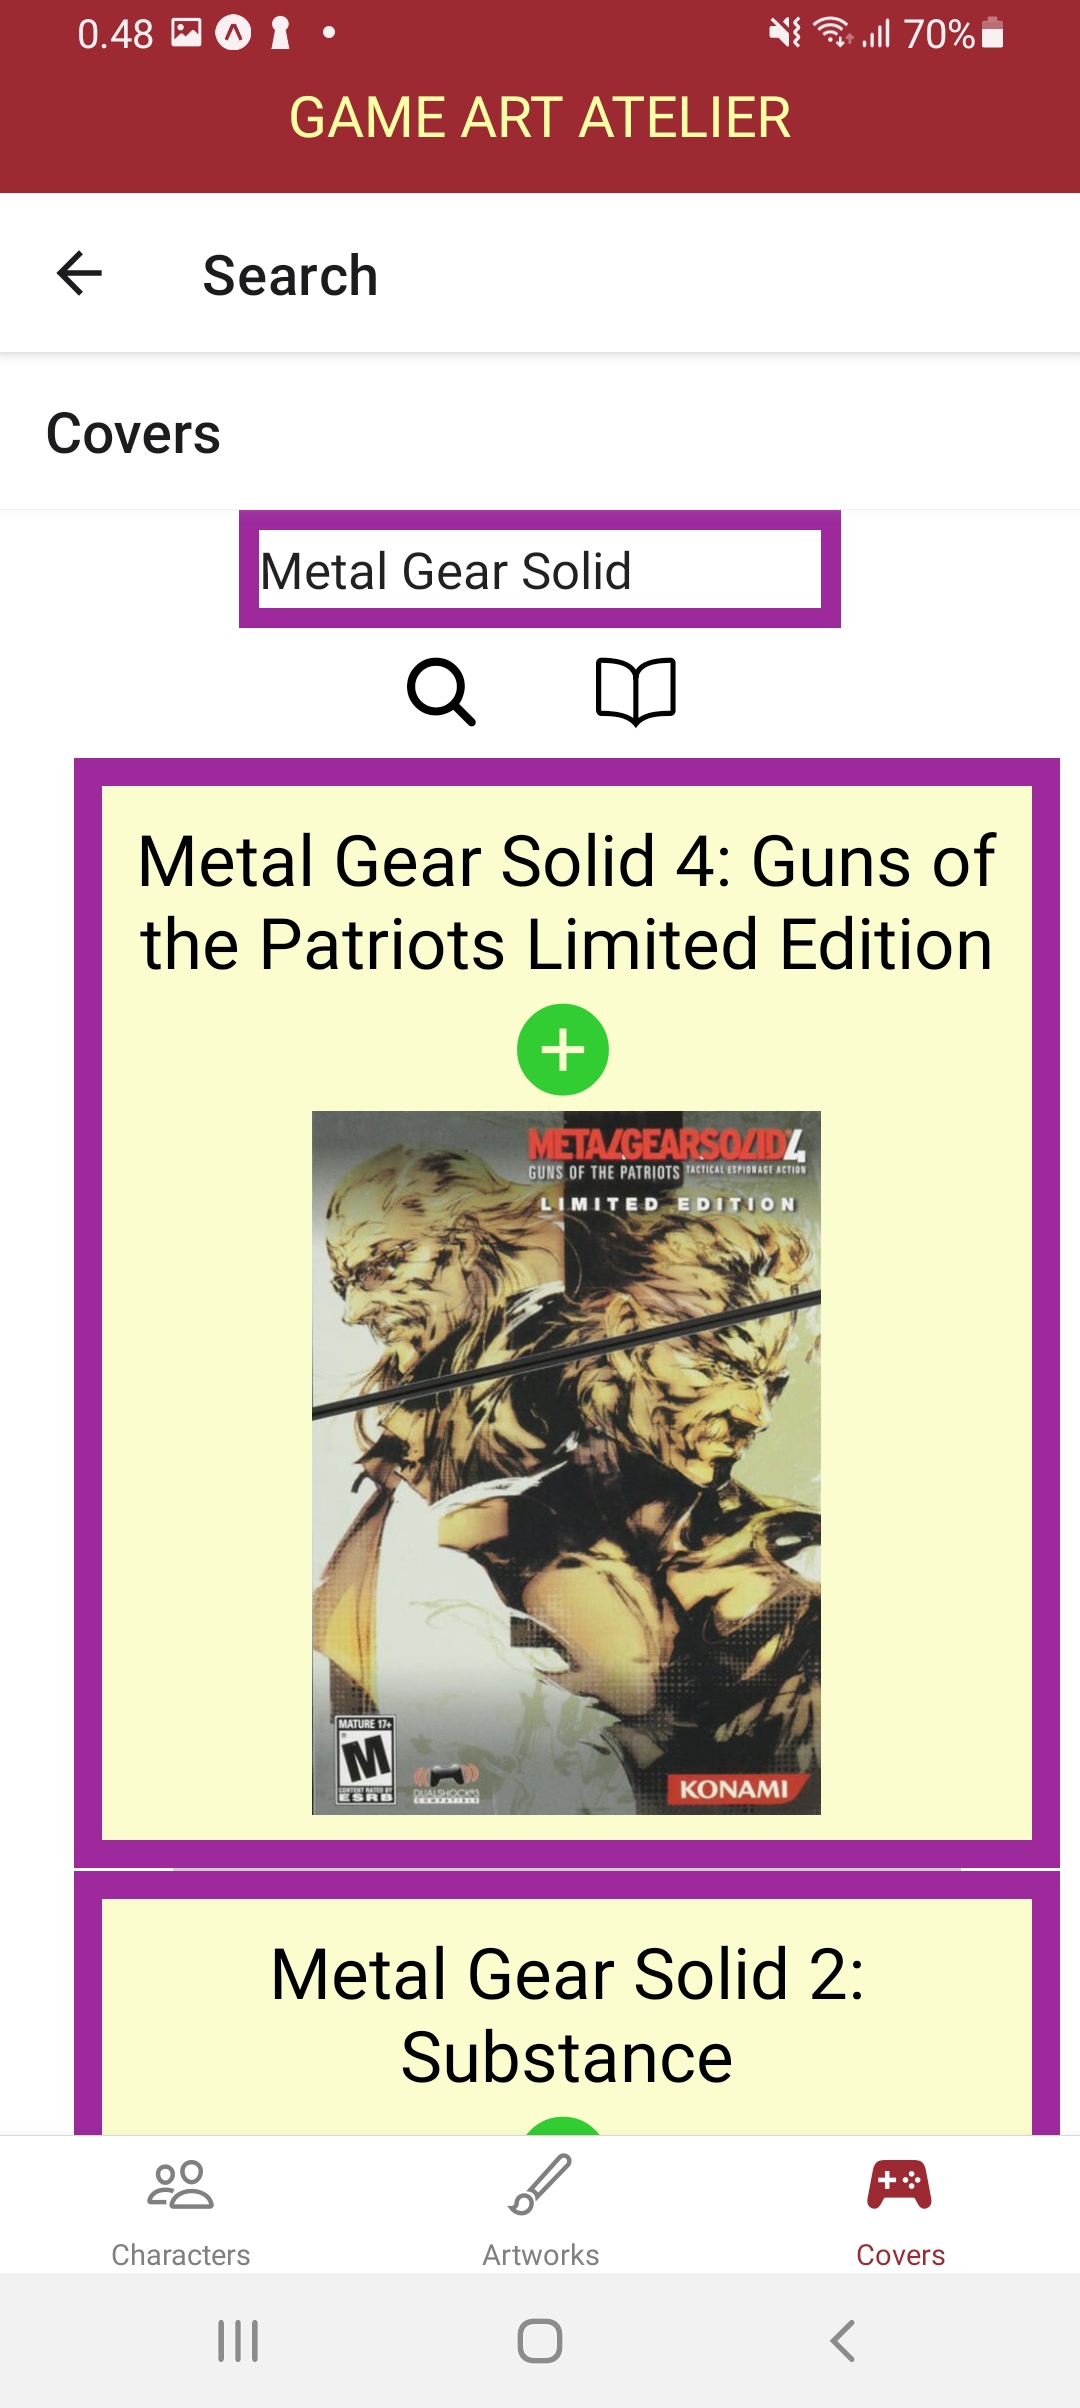 0.48
70%
GAME ART ATELIER
Search
Covers
Metal Gear Solid
Metal Gear Solid 4: Guns of
the Patriots Limited Edition
METAL GEAR SOLID 4
GUNS OF THE PATRIOTS TACTICAL ESPIONAGE ACTION
LIMITED EDITION
MATURE 17+
M
CONTENT RATED BY
ESRB
DUALSHOCK 3
COMPATIBLE
KONAMI
Metal Gear Solid 2:
Substance
Characters
Artworks
Covers